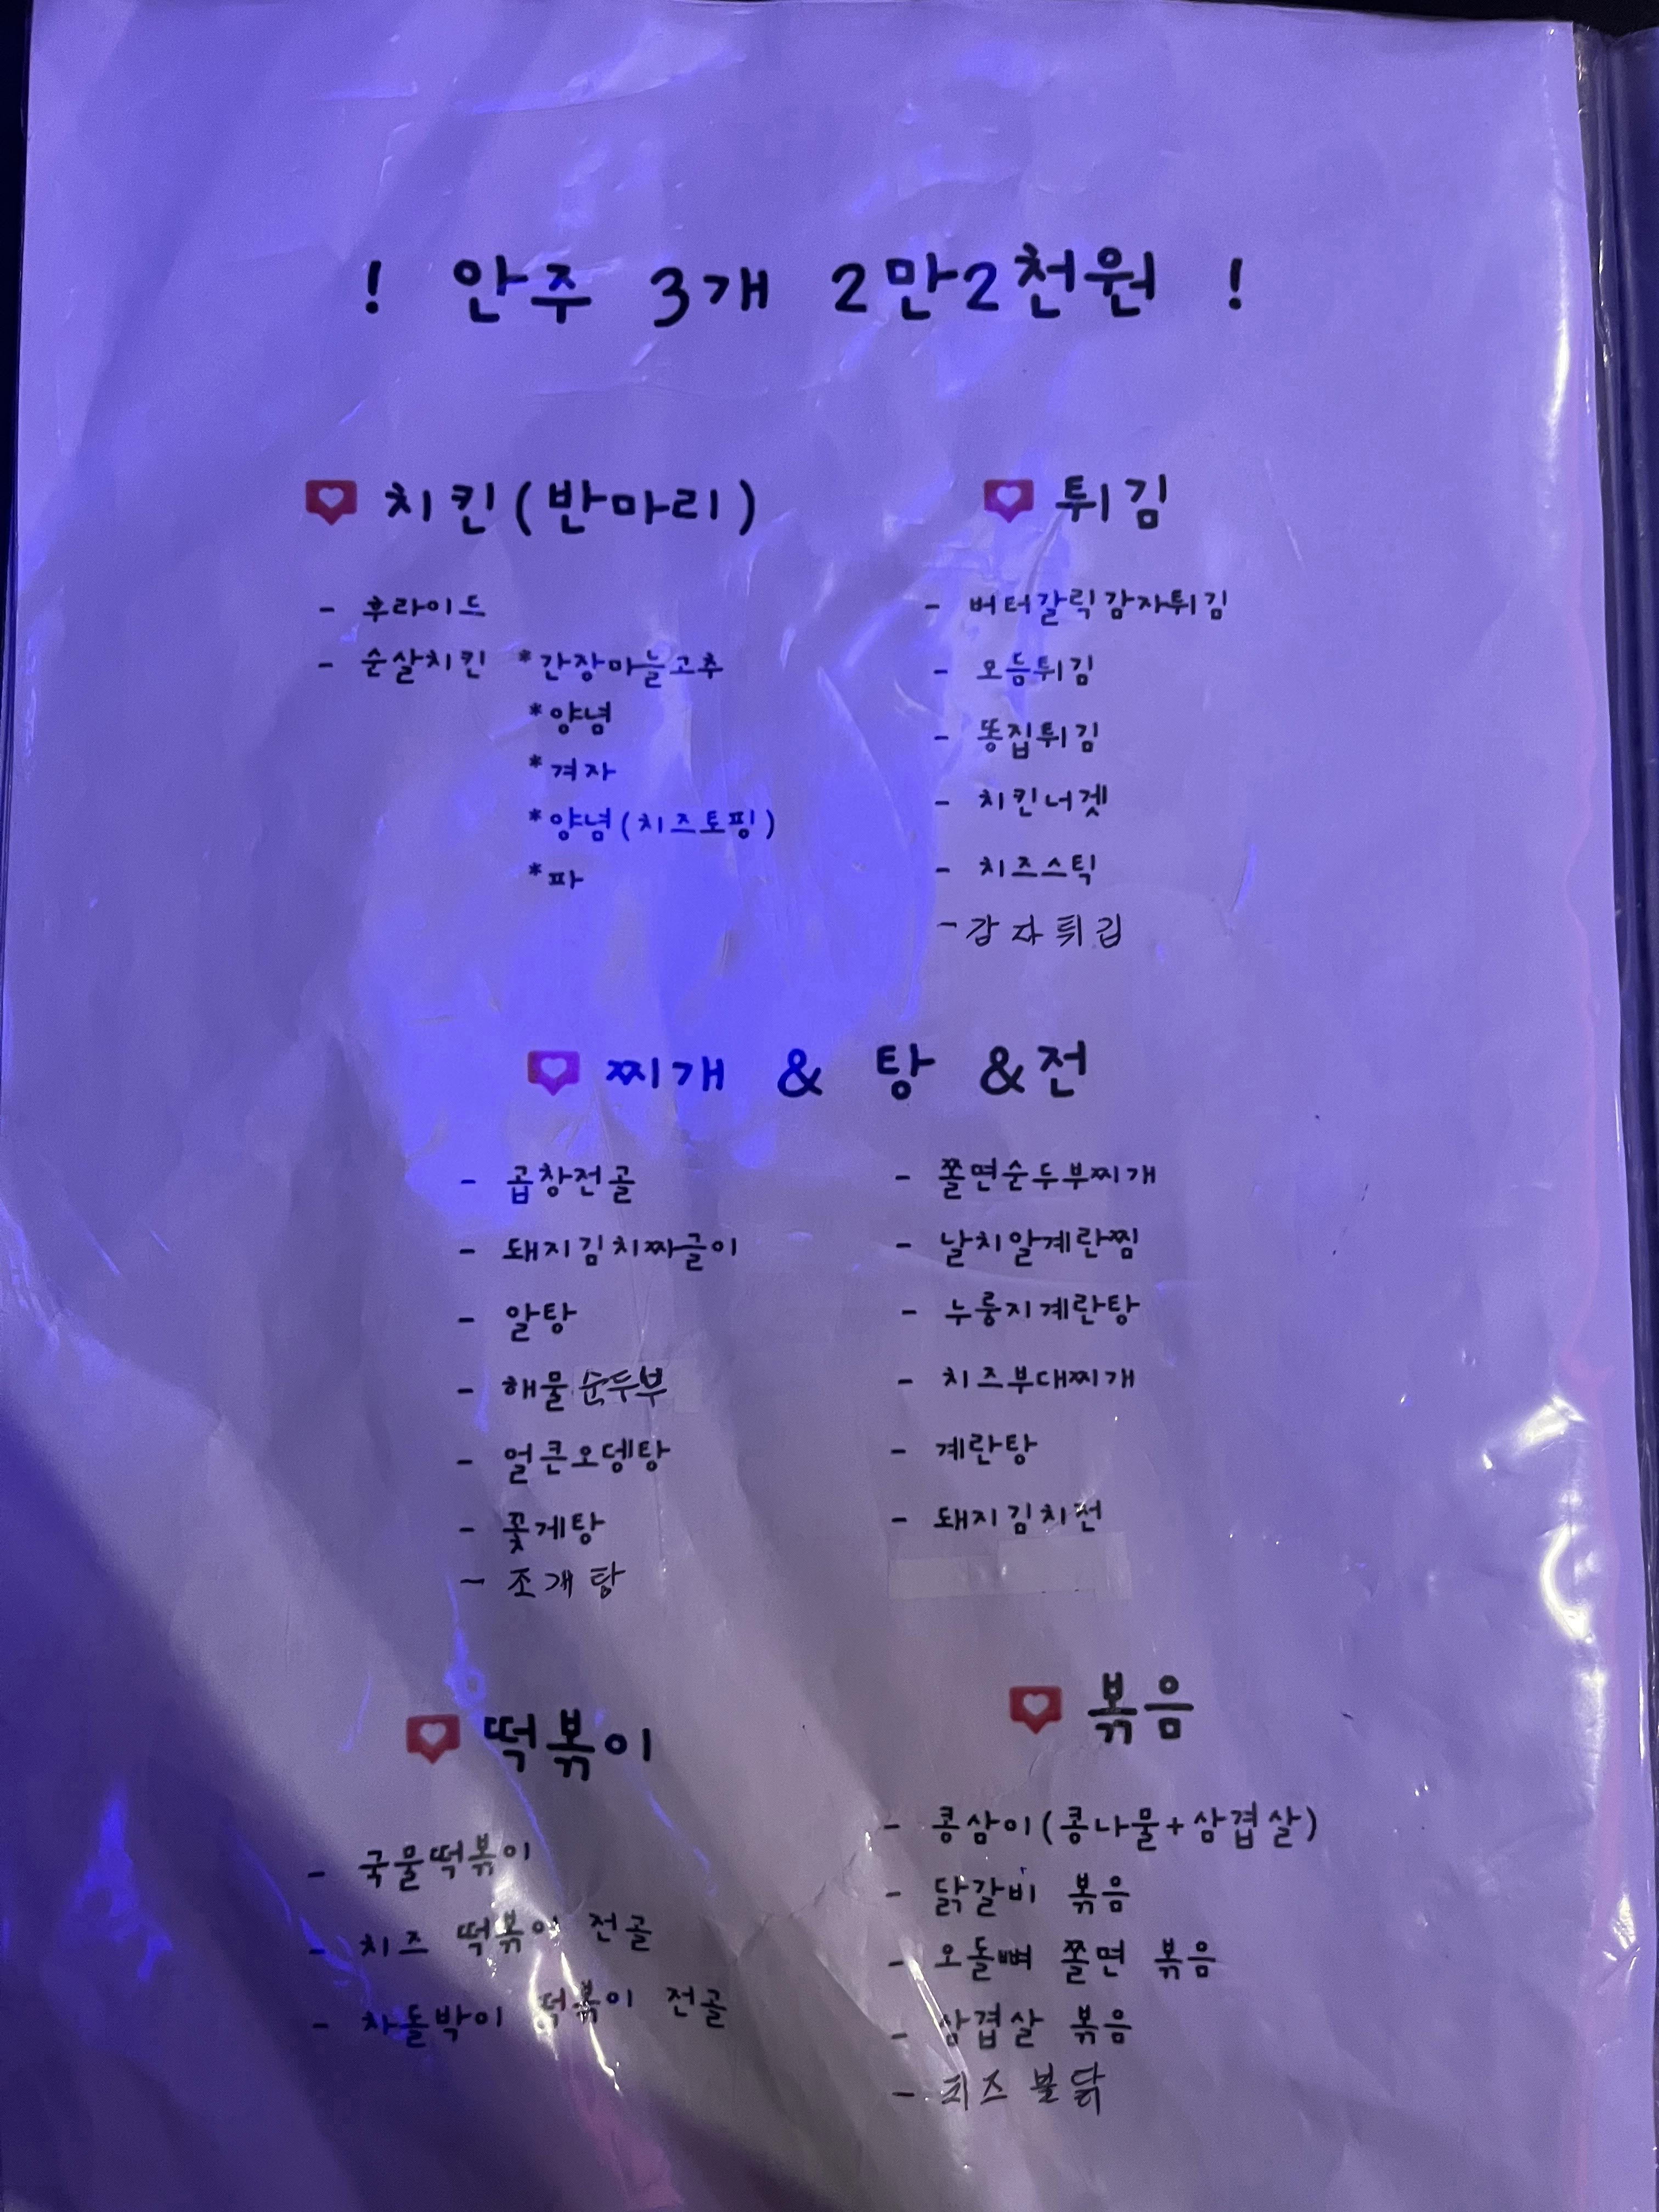 ! 안주 3개 2만2천원 !
치킨(반마리)
- 후라이드
- 순살치킨 *간장마늘고추
*양념
*겨자
*양념(치즈토핑)
*파
튀김
- 버터갈릭감자튀김
- 모듬튀김
- 똥집튀김
- 치킨너겟
- 치즈스틱
- 감자튀김
찌개 & 탕 &전
- 곱창전골
- 돼지김치짜글이
- 알탕
- 해물순두부
- 얼큰오뎅탕
- 꽃게탕
- 조개탕
- 쫄면순두부찌개
- 날치알계란찜
- 누룽지계란탕
- 치즈부대찌개
- 계란탕
- 돼지김치전
떡볶이
- 국물떡볶이
- 치즈 떡볶이 전골
- 차돌박이 떡볶이 전골
볶음
- 콩삼이(콩나물+삼겹살)
- 닭갈비 볶음
- 오돌뼈 쫄면 볶음
- 삼겹살 볶음
- 치즈불닭